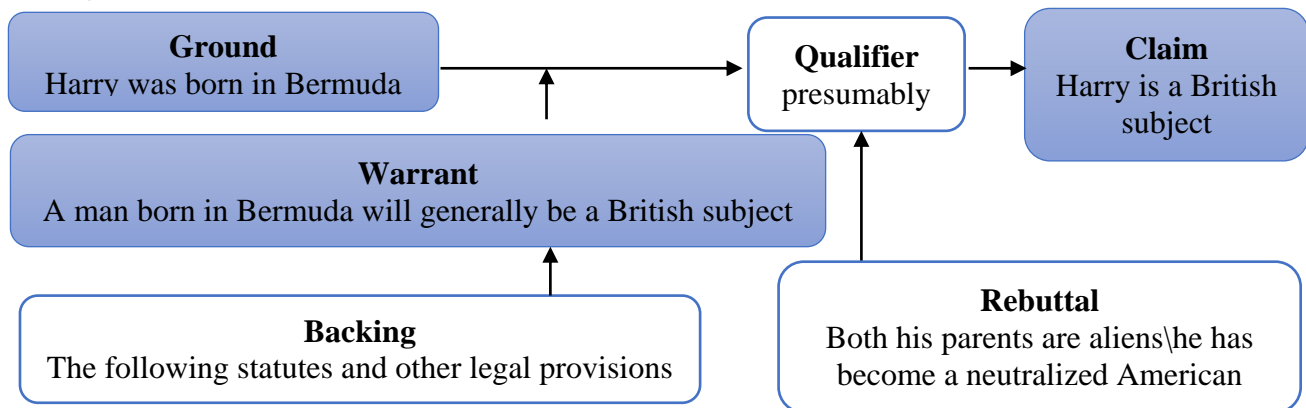 Ground
Harry was born in Bermuda
Qualifier
presumably
Claim
Harry is a British
subject
Warrant
A man born in Bermuda will generally be a British subject
Backing
The following statutes and other legal provisions
Rebuttal
Both his parents are aliens\he has
become a neutralized American